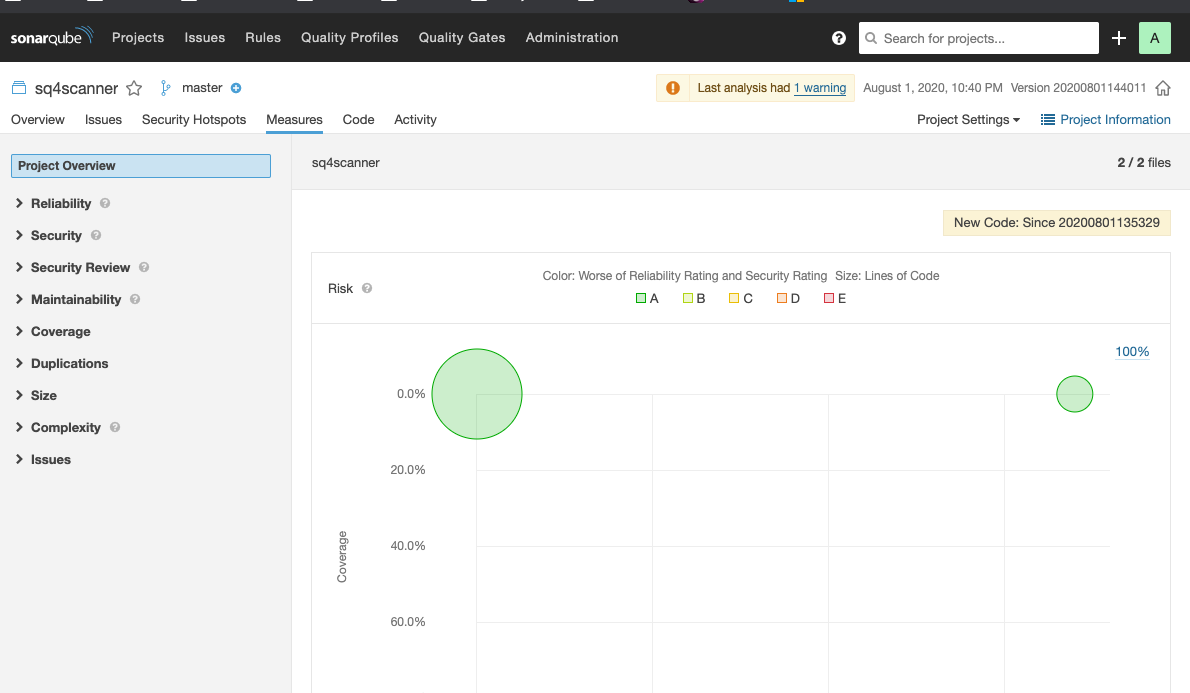 sonarqube Projects Issues Rules Quality Profiles Quality Gates Administration ? Search for projects... A
sq4scanner master Last analysis had 1 warning August 1, 2020, 10:40 PM Version 20200801144011
Overview Issues Security Hotspots Measures Code Activity Project Settings Project Information
Project Overview
Reliability ?
Security ?
Security Review ?
Maintainability ?
Coverage
Duplications
Size
Complexity ?
Issues
sq4scanner 2 / 2 files
New Code: Since 20200801135329
Risk ?
Color: Worse of Reliability Rating and Security Rating Size: Lines of Code
A B C D E
100%
0.0%
20.0%
40.0%
60.0%
Coverage